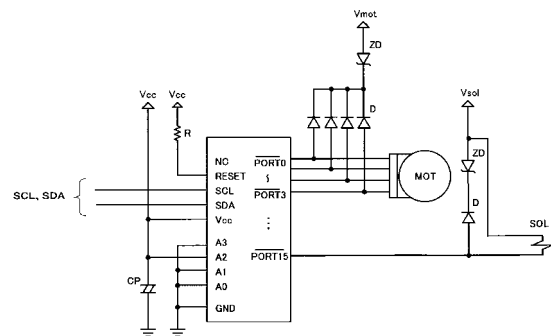 Vmot
ZD
Vcc
Vcc
Vsol
R
D
ZD
NC
PORT0
RESET
MOT
SCL
PORT3
SCL, SDA
SDA
D
Vcc
SOL
A3
A2
PORT15
CP
A1
A0
GND